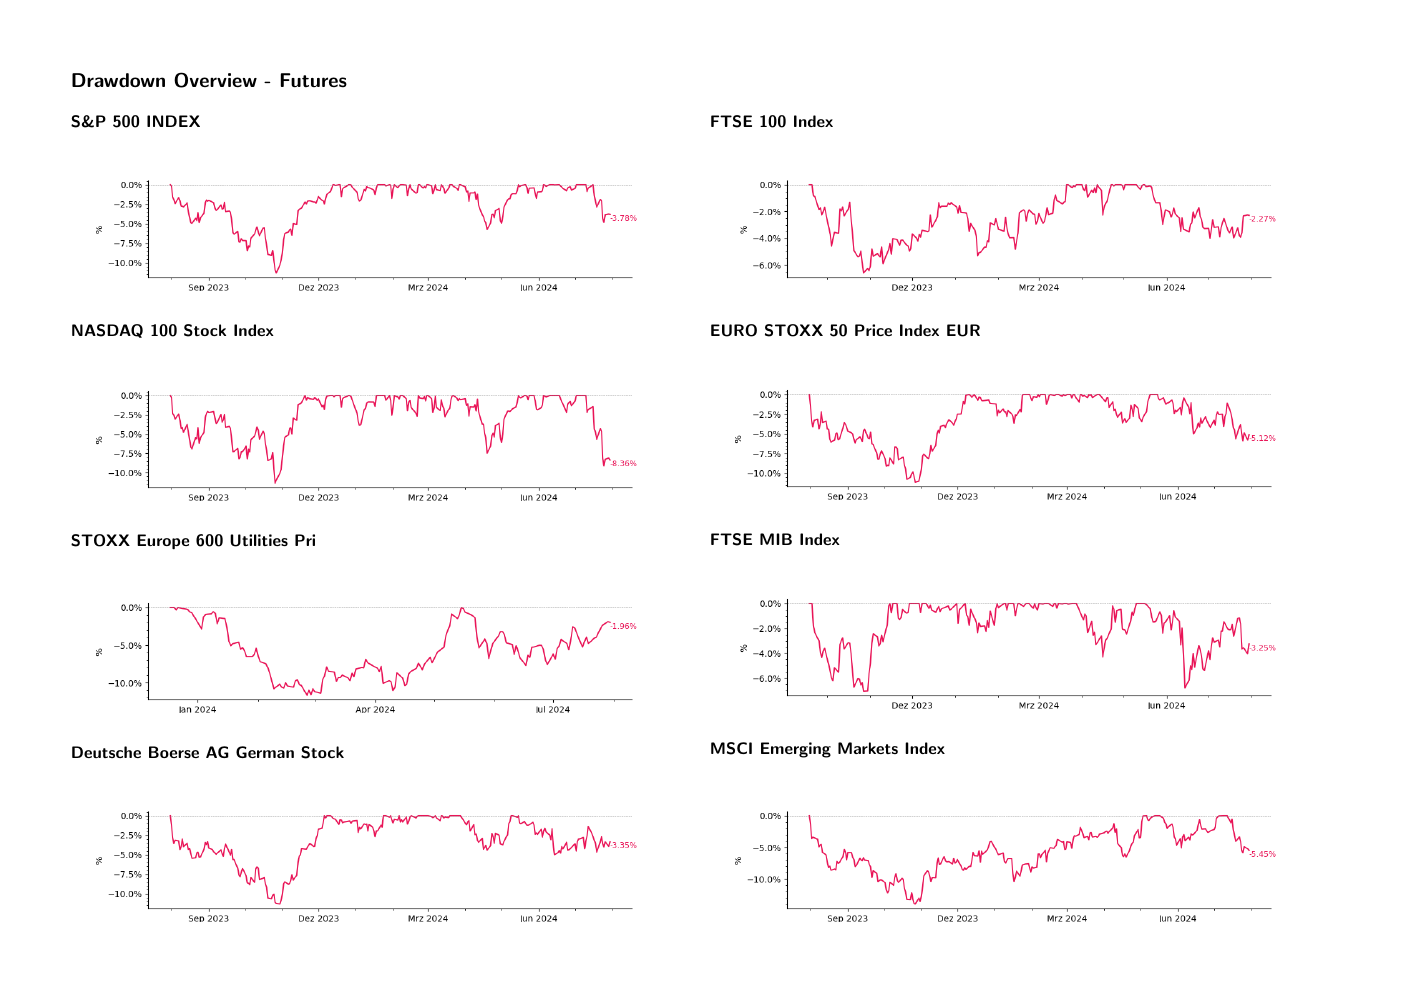 Drawdown Overview - Futures
S&P 500 INDEX
0.0%
−2.5%
−5.0%
−7.5%
−10.0%
%
-3.78%
Sep 2023 Dez 2023 Mrz 2024 Jun 2024
FTSE 100 Index
0.0%
−2.0%
−4.0%
−6.0%
%
-2.27%
Dez 2023 Mrz 2024 Jun 2024
NASDAQ 100 Stock Index
0.0%
−2.5%
−5.0%
−7.5%
−10.0%
%
-8.36%
Sep 2023 Dez 2023 Mrz 2024 Jun 2024
EURO STOXX 50 Price Index EUR
0.0%
−2.5%
−5.0%
−7.5%
−10.0%
%
-5.12%
Sep 2023 Dez 2023 Mrz 2024 Jun 2024
STOXX Europe 600 Utilities Pri
0.0%
−5.0%
−10.0%
%
-1.96%
Jan 2024 Apr 2024 Jul 2024
FTSE MIB Index
0.0%
−2.0%
−4.0%
−6.0%
%
-3.25%
Dez 2023 Mrz 2024 Jun 2024
Deutsche Boerse AG German Stock
0.0%
−2.5%
−5.0%
−7.5%
−10.0%
%
-3.35%
Sep 2023 Dez 2023 Mrz 2024 Jun 2024
MSCI Emerging Markets Index
0.0%
−5.0%
−10.0%
%
-5.45%
Sep 2023 Dez 2023 Mrz 2024 Jun 2024